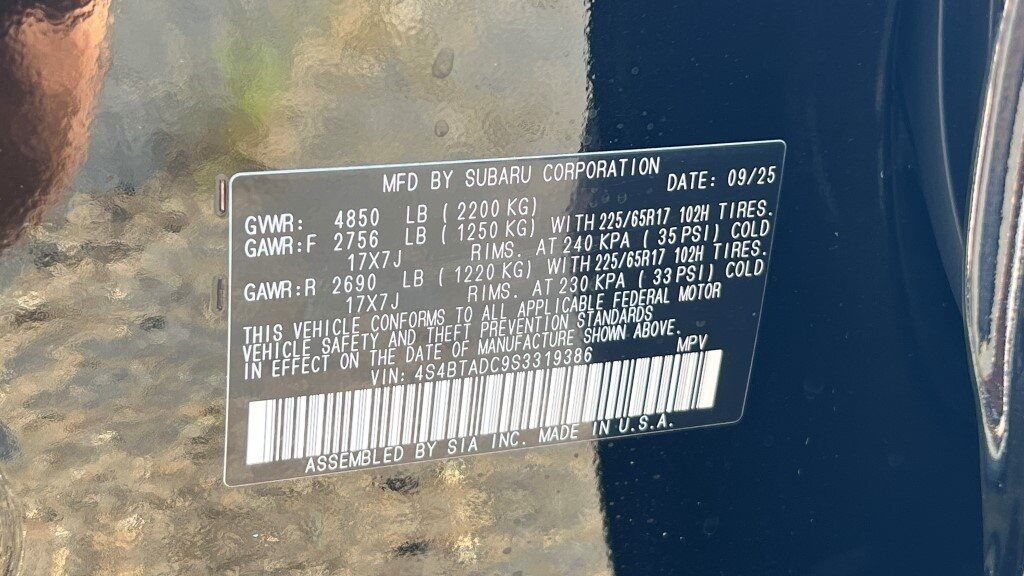 MFD BY SUBARU CORPORATION DATE: 09/25
GVWR: 4850 LB ( 2200 KG)
GAWR:F 2756 LB ( 1250 KG) WITH 225/65R17 102H TIRES.
17X7J RIMS. AT 240 KPA ( 35 PSI) COLD
GAWR:R 2690 LB ( 1220 KG) WITH 225/65R17 102H TIRES.
17X7J RIMS. AT 230 KPA ( 33 PSI) COLD
THIS VEHICLE CONFORMS TO ALL APPLICABLE FEDERAL MOTOR
VEHICLE SAFETY AND THEFT PREVENTION STANDARDS
IN EFFECT ON THE DATE OF MANUFACTURE SHOWN ABOVE.
VIN: 4S4BTADC9S3319386 MPV
ASSEMBLED BY SIA INC. MADE IN U.S.A.